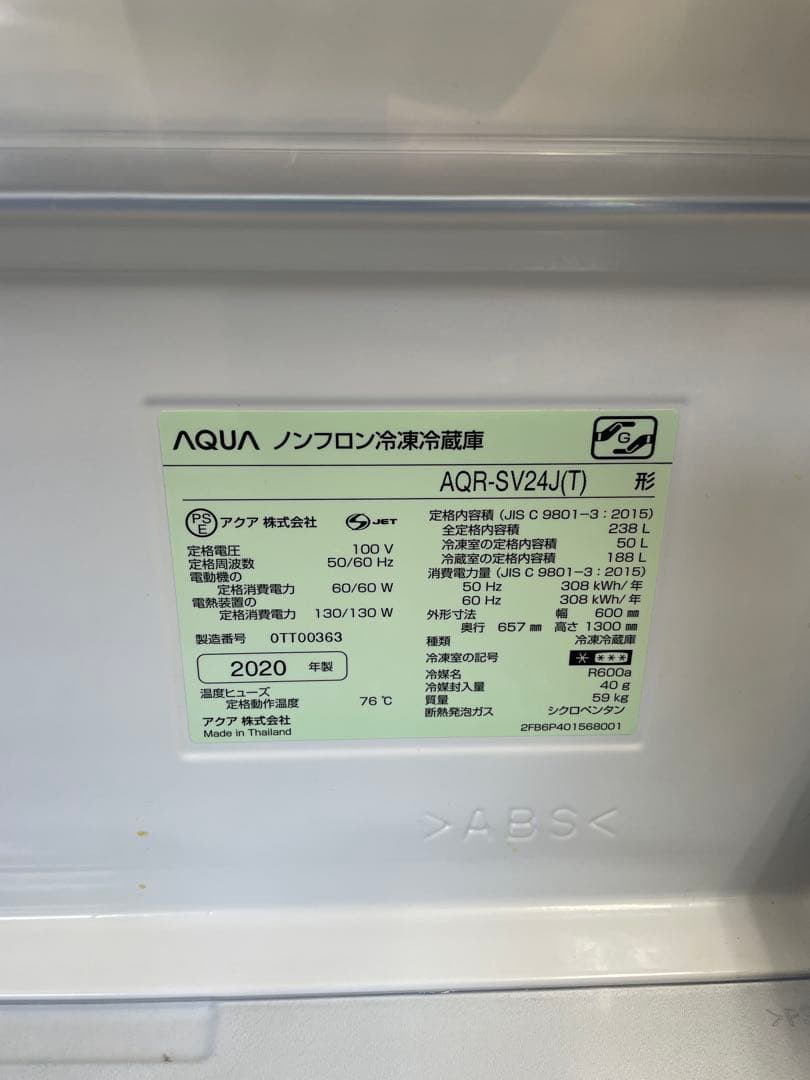 AQUA ノンフロン冷凍冷蔵庫
G
AQR-SV24J(T) 形
PSE アクア 株式会社 S JET
定格電圧 100 V
定格周波数 50/60 Hz
電動機の
定格消費電力 60/60 W
電熱装置の
定格消費電力 130/130 W
製造番号 0TT00363
2020 年製
温度ヒューズ
定格動作温度 76 ℃
アクア 株式会社
Made in Thailand
定格内容積 (JIS C 9801-3：2015)
全定格内容積 238 L
冷凍室の定格内容積 50 L
冷蔵室の定格内容積 188 L
消費電力量 (JIS C 9801-3：2015)
50 Hz 308 kWh/年
60 Hz 308 kWh/年
外形寸法 幅 600 ㎜
奥行 657 ㎜ 高さ 1300 ㎜
種類 冷凍冷蔵庫
冷凍室の記号 * ***
冷媒名 R600a
冷媒封入量 40 g
質量 59 kg
断熱発泡ガス シクロペンタン
2FB6P401568001
>ABS<
>PS